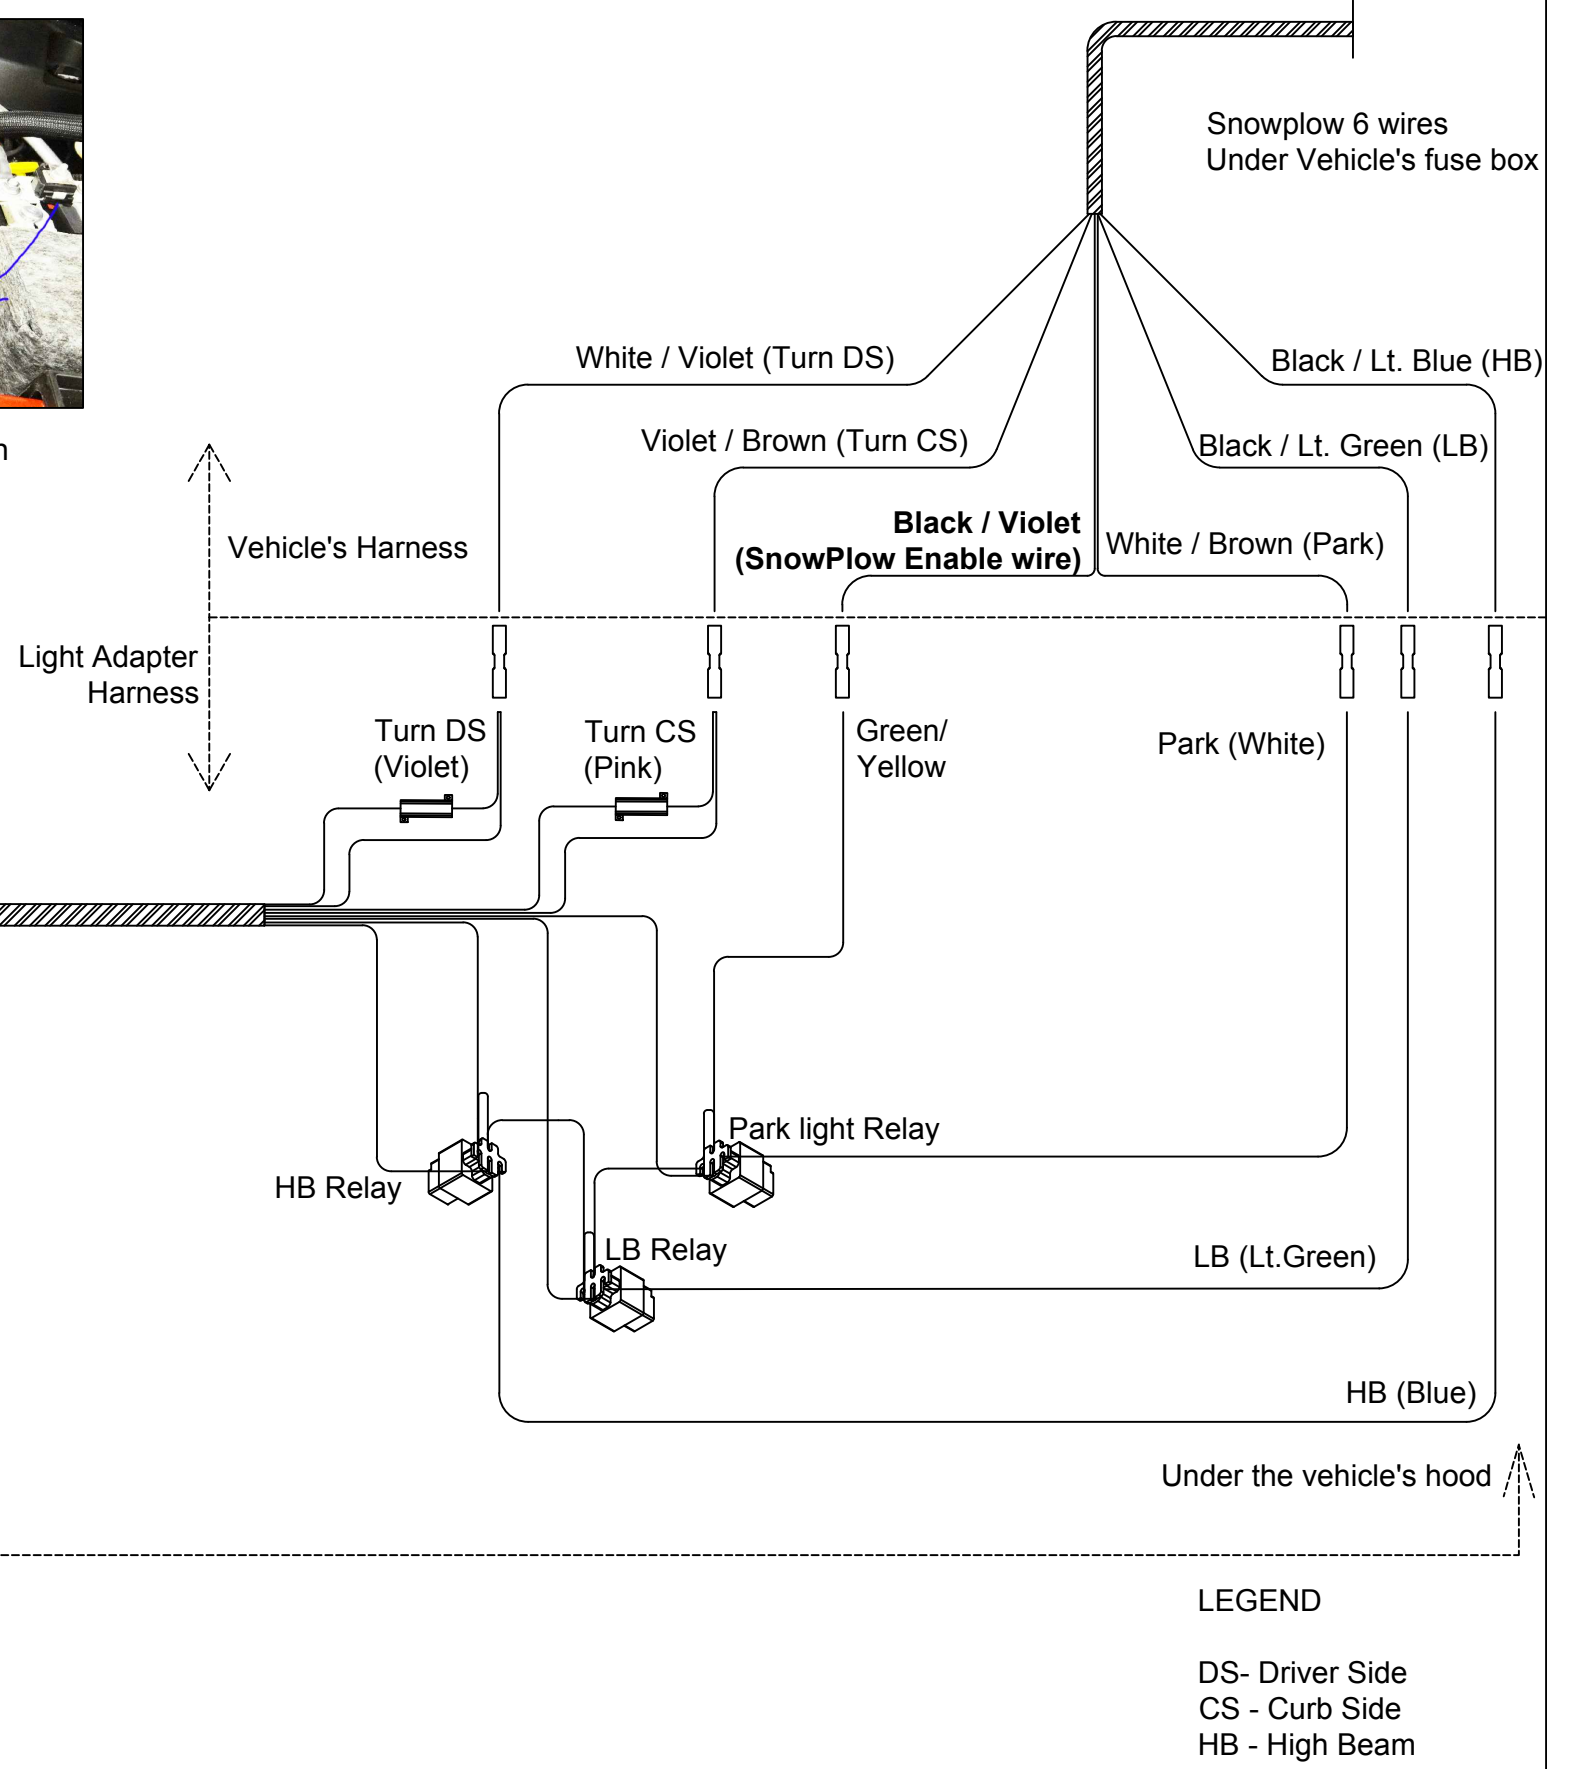 Snowplow 6 wires
Under Vehicle's fuse box
White / Violet (Turn DS)
Black / Lt. Blue (HB)
Violet / Brown (Turn CS)
Black / Lt. Green (LB)
Black / Violet
(SnowPlow Enable wire)
White / Brown (Park)
Vehicle's Harness
Light Adapter
Harness
Turn DS
(Violet)
Turn CS
(Pink)
Green/
Yellow
Park (White)
Park light Relay
HB Relay
LB Relay
LB (Lt.Green)
HB (Blue)
Under the vehicle's hood
LEGEND
DS- Driver Side
CS - Curb Side
HB - High Beam